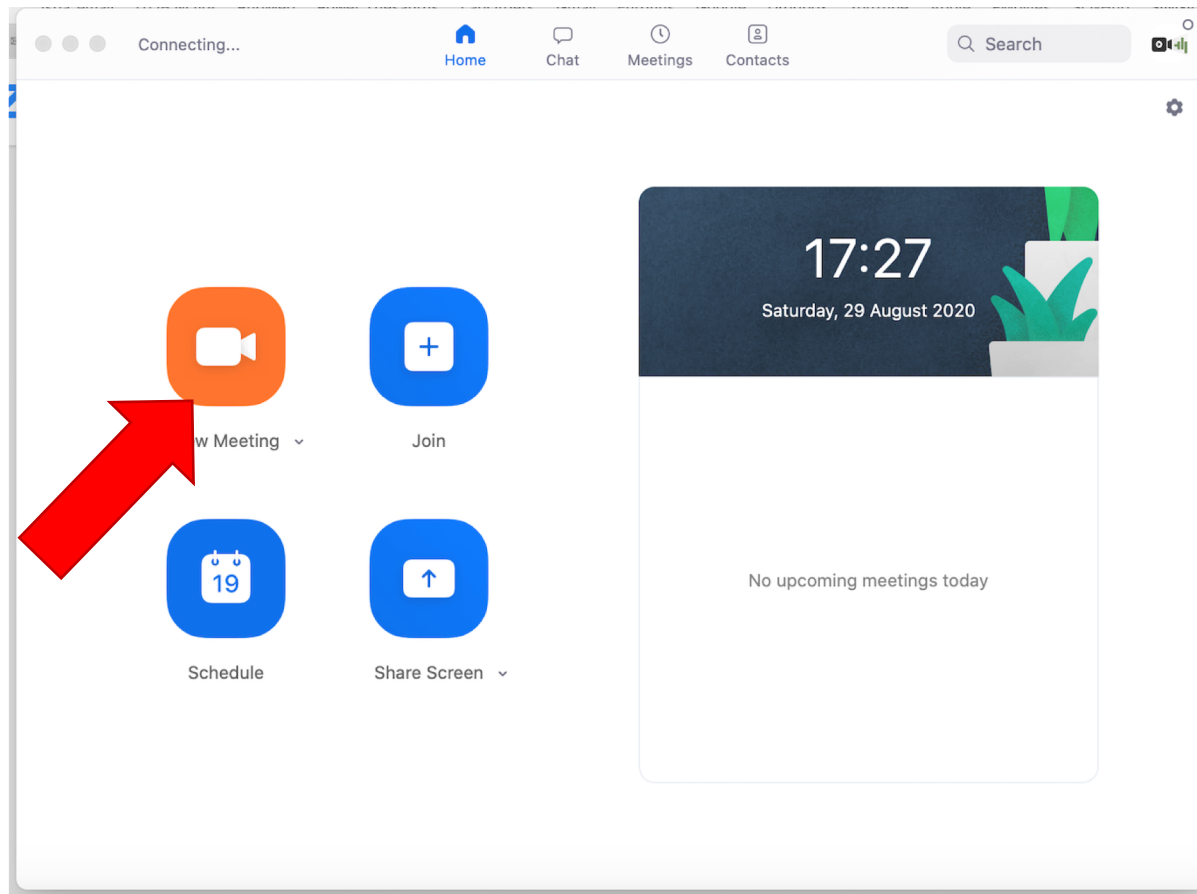 Connecting...
Home
Chat
Meetings
Contacts
Search
17:27
Saturday, 29 August 2020
w Meeting
Join
19
Schedule
Share Screen
No upcoming meetings today